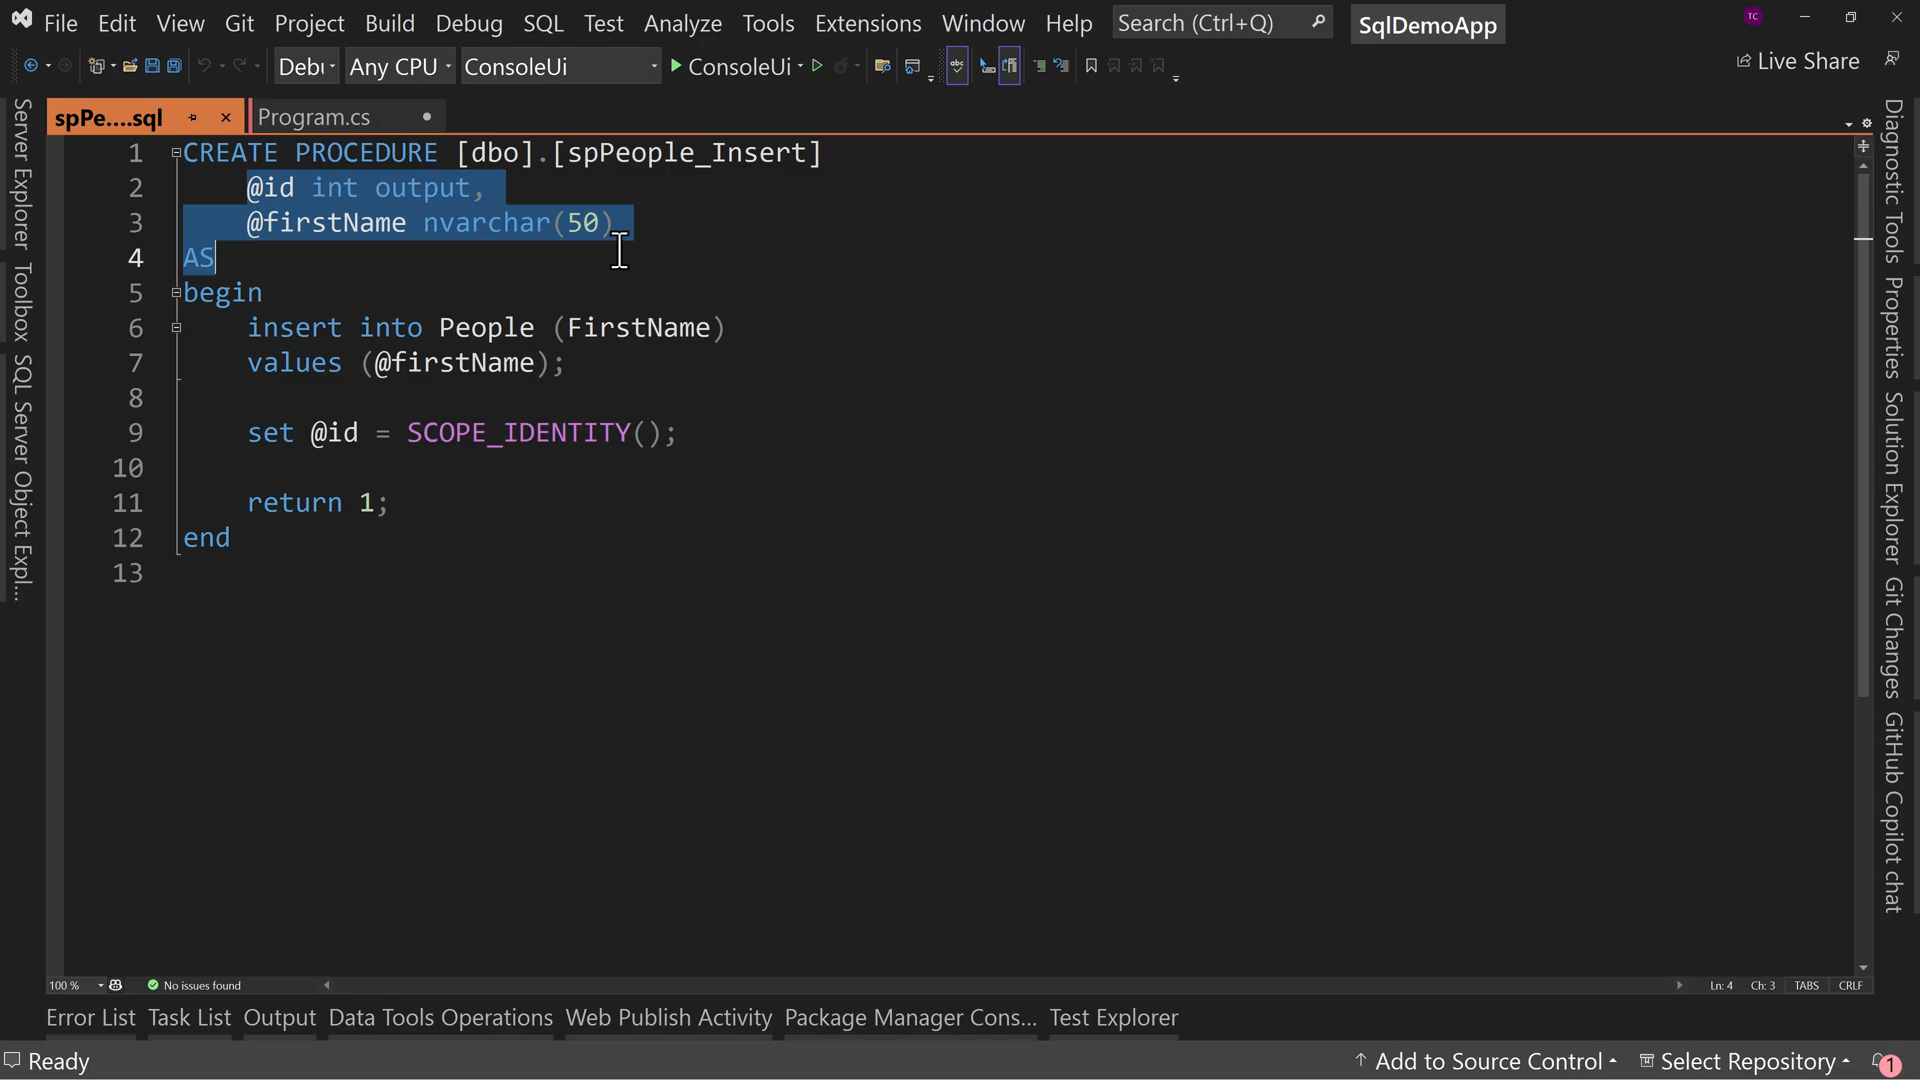 File Edit View Git Project Build Debug SQL Test Analyze Tools Extensions Window Help Search (Ctrl+Q) SqlDemoApp TC
Any CPU ConsoleUi ConsoleUi Live Share
spPe....sql Program.cs
1 CREATE PROCEDURE [dbo].[spPeople_Insert]
2 @id int output,
3 @firstName nvarchar(50)
4 AS
5 begin
6 insert into People (FirstName)
7 values (@firstName);
8
9 set @id = SCOPE_IDENTITY();
10
11 return 1;
12 end
13
Server Explorer
Toolbox
SQL Server Object Expl...
Diagnostic Tools
Properties
Solution Explorer
Git Changes
GitHub Copilot chat
100 % No issues found Ln: 4 Ch: 3 TABS CRLF
Error List Task List Output Data Tools Operations Web Publish Activity Package Manager Cons... Test Explorer
Ready Add to Source Control Select Repository 1